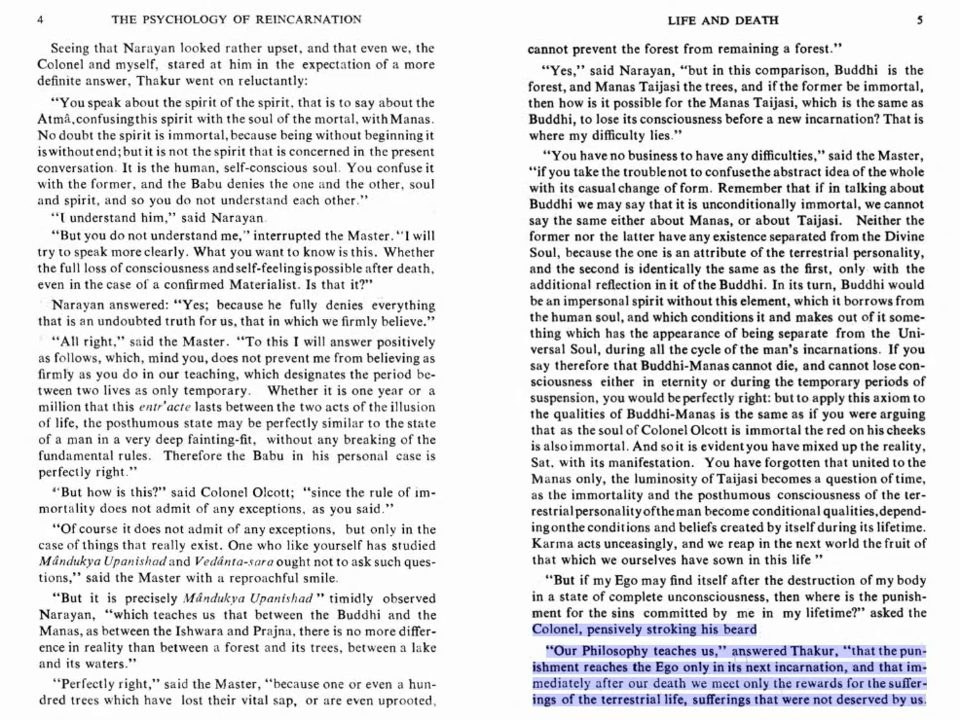 4 THE PSYCHOLOGY OF REINCARNATION
Seeing that Narayan looked rather upset, and that even we, the
Colonel and myself, stared at him in the expectation of a more
definite answer, Thakur went on reluctantly:
"You speak about the spirit of the spirit, that is to say about the
Atmâ, confusing this spirit with the soul of the mortal, with Manas.
No doubt the spirit is immortal, because being without beginning it
is without end; but it is not the spirit that is concerned in the present
conversation. It is the human, self-conscious soul. You confuse it
with the former, and the Babu denies the one and the other, soul
and spirit, and so you do not understand each other."
"I understand him," said Narayan
"But you do not understand me," interrupted the Master. "I will
try to speak more clearly. What you want to know is this. Whether
the full loss of consciousness and self-feeling is possible after death,
even in the case of a confirmed Materialist. Is that it?"
Narayan answered: "Yes; because he fully denies everything
that is an undoubted truth for us, that in which we firmly believe."
"All right," said the Master. "To this I will answer positively
as follows, which, mind you, does not prevent me from believing as
firmly as you do in our teaching, which designates the period be-
tween two lives as only temporary. Whether it is one year or a
million that this entr'acte lasts between the two acts of the illusion
of life, the posthumous state may be perfectly similar to the state
of a man in a very deep fainting-fit, without any breaking of the
fundamental rules. Therefore the Babu in his personal case is
perfectly right."
"But how is this?" said Colonel Olcott; "since the rule of im-
mortality does not admit of any exceptions, as you said."
"Of course it does not admit of any exceptions, but only in the
case of things that really exist. One who like yourself has studied
Mândukya Upanishad and Vedânta-sara ought not to ask such ques-
tions," said the Master with a reproachful smile.
"But it is precisely Mândukya Upanishad" timidly observed
Narayan, "which teaches us that between the Buddhi and the
Manas, as between the Ishwara and Prajna, there is no more differ-
ence in reality than between a forest and its trees, between a lake
and its waters."
"Perfectly right," said the Master, "because one or even a hun-
dred trees which have lost their vital sap, or are even uprooted,
LIFE AND DEATH 5
cannot prevent the forest from remaining a forest."
"Yes," said Narayan, "but in this comparison, Buddhi is the
forest, and Manas Taijasi the trees, and if the former be immortal,
then how is it possible for the Manas Taijasi, which is the same as
Buddhi, to lose its consciousness before a new incarnation? That is
where my difficulty lies."
"You have no business to have any difficulties," said the Master,
"if you take the trouble not to confuse the abstract idea of the whole
with its casual change of form. Remember that if in talking about
Buddhi we may say that it is unconditionally immortal, we cannot
say the same either about Manas, or about Taijasi. Neither the
former nor the latter have any existence separated from the Divine
Soul, because the one is an attribute of the terrestrial personality,
and the second is identically the same as the first, only with the
additional reflection in it of the Buddhi. In its turn, Buddhi would
be an impersonal spirit without this element, which it borrows from
the human soul, and which conditions it and makes out of it some-
thing which has the appearance of being separate from the Uni-
versal Soul, during all the cycle of the man's incarnations. If you
say therefore that Buddhi-Manas cannot die, and cannot lose con-
sciousness either in eternity or during the temporary periods of
suspension, you would be perfectly right: but to apply this axiom to
the qualities of Buddhi-Manas is the same as if you were arguing
that as the soul of Colonel Olcott is immortal the red on his cheeks
is also immortal. And so it is evident you have mixed up the reality,
Sat, with its manifestation. You have forgotten that united to the
Manas only, the luminosity of Taijasi becomes a question of time,
as the immortality and the posthumous consciousness of the ter-
restrial personality of the man become conditional qualities, depend-
ing on the conditions and beliefs created by itself during its lifetime.
Karma acts unceasingly, and we reap in the next world the fruit of
that which we ourselves have sown in this life "
"But if my Ego may find itself after the destruction of my body
in a state of complete unconsciousness, then where is the punish-
ment for the sins committed by me in my lifetime?" asked the
Colonel, pensively stroking his beard
"Our Philosophy teaches us," answered Thakur, "that the pun-
ishment reaches the Ego only in its next incarnation, and that im-
mediately after our death we meet only the rewards for the suffer-
ings of the terrestrial life, sufferings that were not deserved by us.